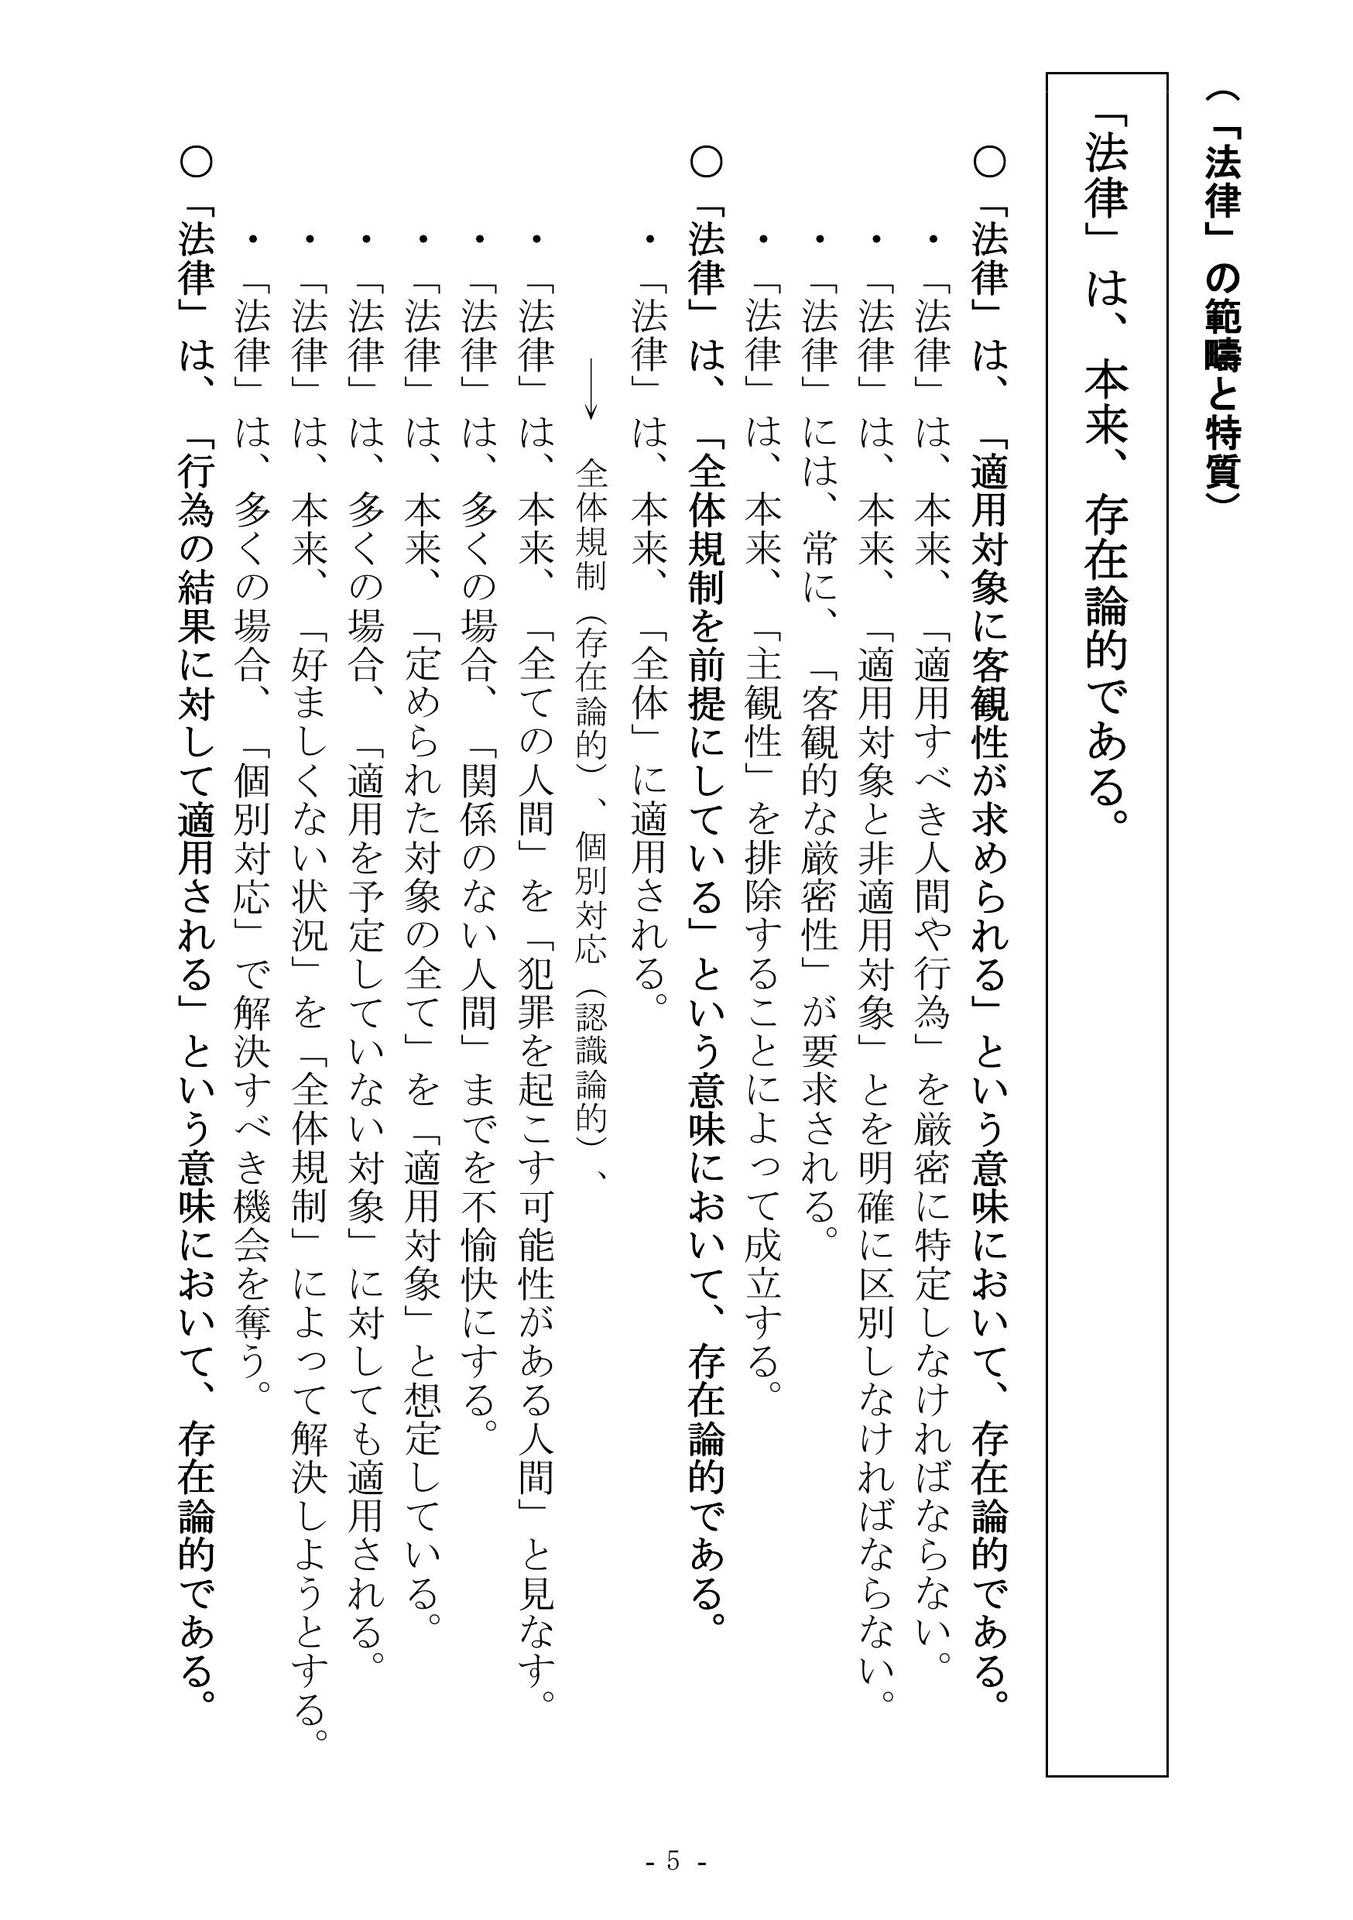 （「法律」の範疇と特質）
「法律」は、本来、存在論的である。
○「法律」は、「適用対象に客観性が求められる」という意味において、存在論的である。
・「法律」は、本来、「適用すべき人間や行為」を厳密に特定しなければならない。
・「法律」は、本来、「適用対象と非適用対象」とを明確に区別しなければならない。
・「法律」には、常に、「客観的な厳密性」が要求される。
・「法律」は、本来、「主観性」を排除することによって成立する。
○「法律」は、「全体規制を前提にしている」という意味において、存在論的である。
・「法律」は、本来、「全体」に適用される。
→ 全体規制（存在論的）、個別対応（認識論的）、
・「法律」は、本来、「全ての人間」を「犯罪を起こす可能性がある人間」と見なす。
・「法律」は、多くの場合、「関係のない人間」までを不愉快にする。
・「法律」は、本来、「定められた対象の全て」を「適用対象」と想定している。
・「法律」は、多くの場合、「適用を予定していない対象」に対しても適用される。
・「法律」は、本来、「好ましくない状況」を「全体規制」によって解決しようとする。
・「法律」は、多くの場合、「個別対応」で解決すべき機会を奪う。
○「法律」は、「行為の結果に対して適用される」という意味において、存在論的である。
- 5 -